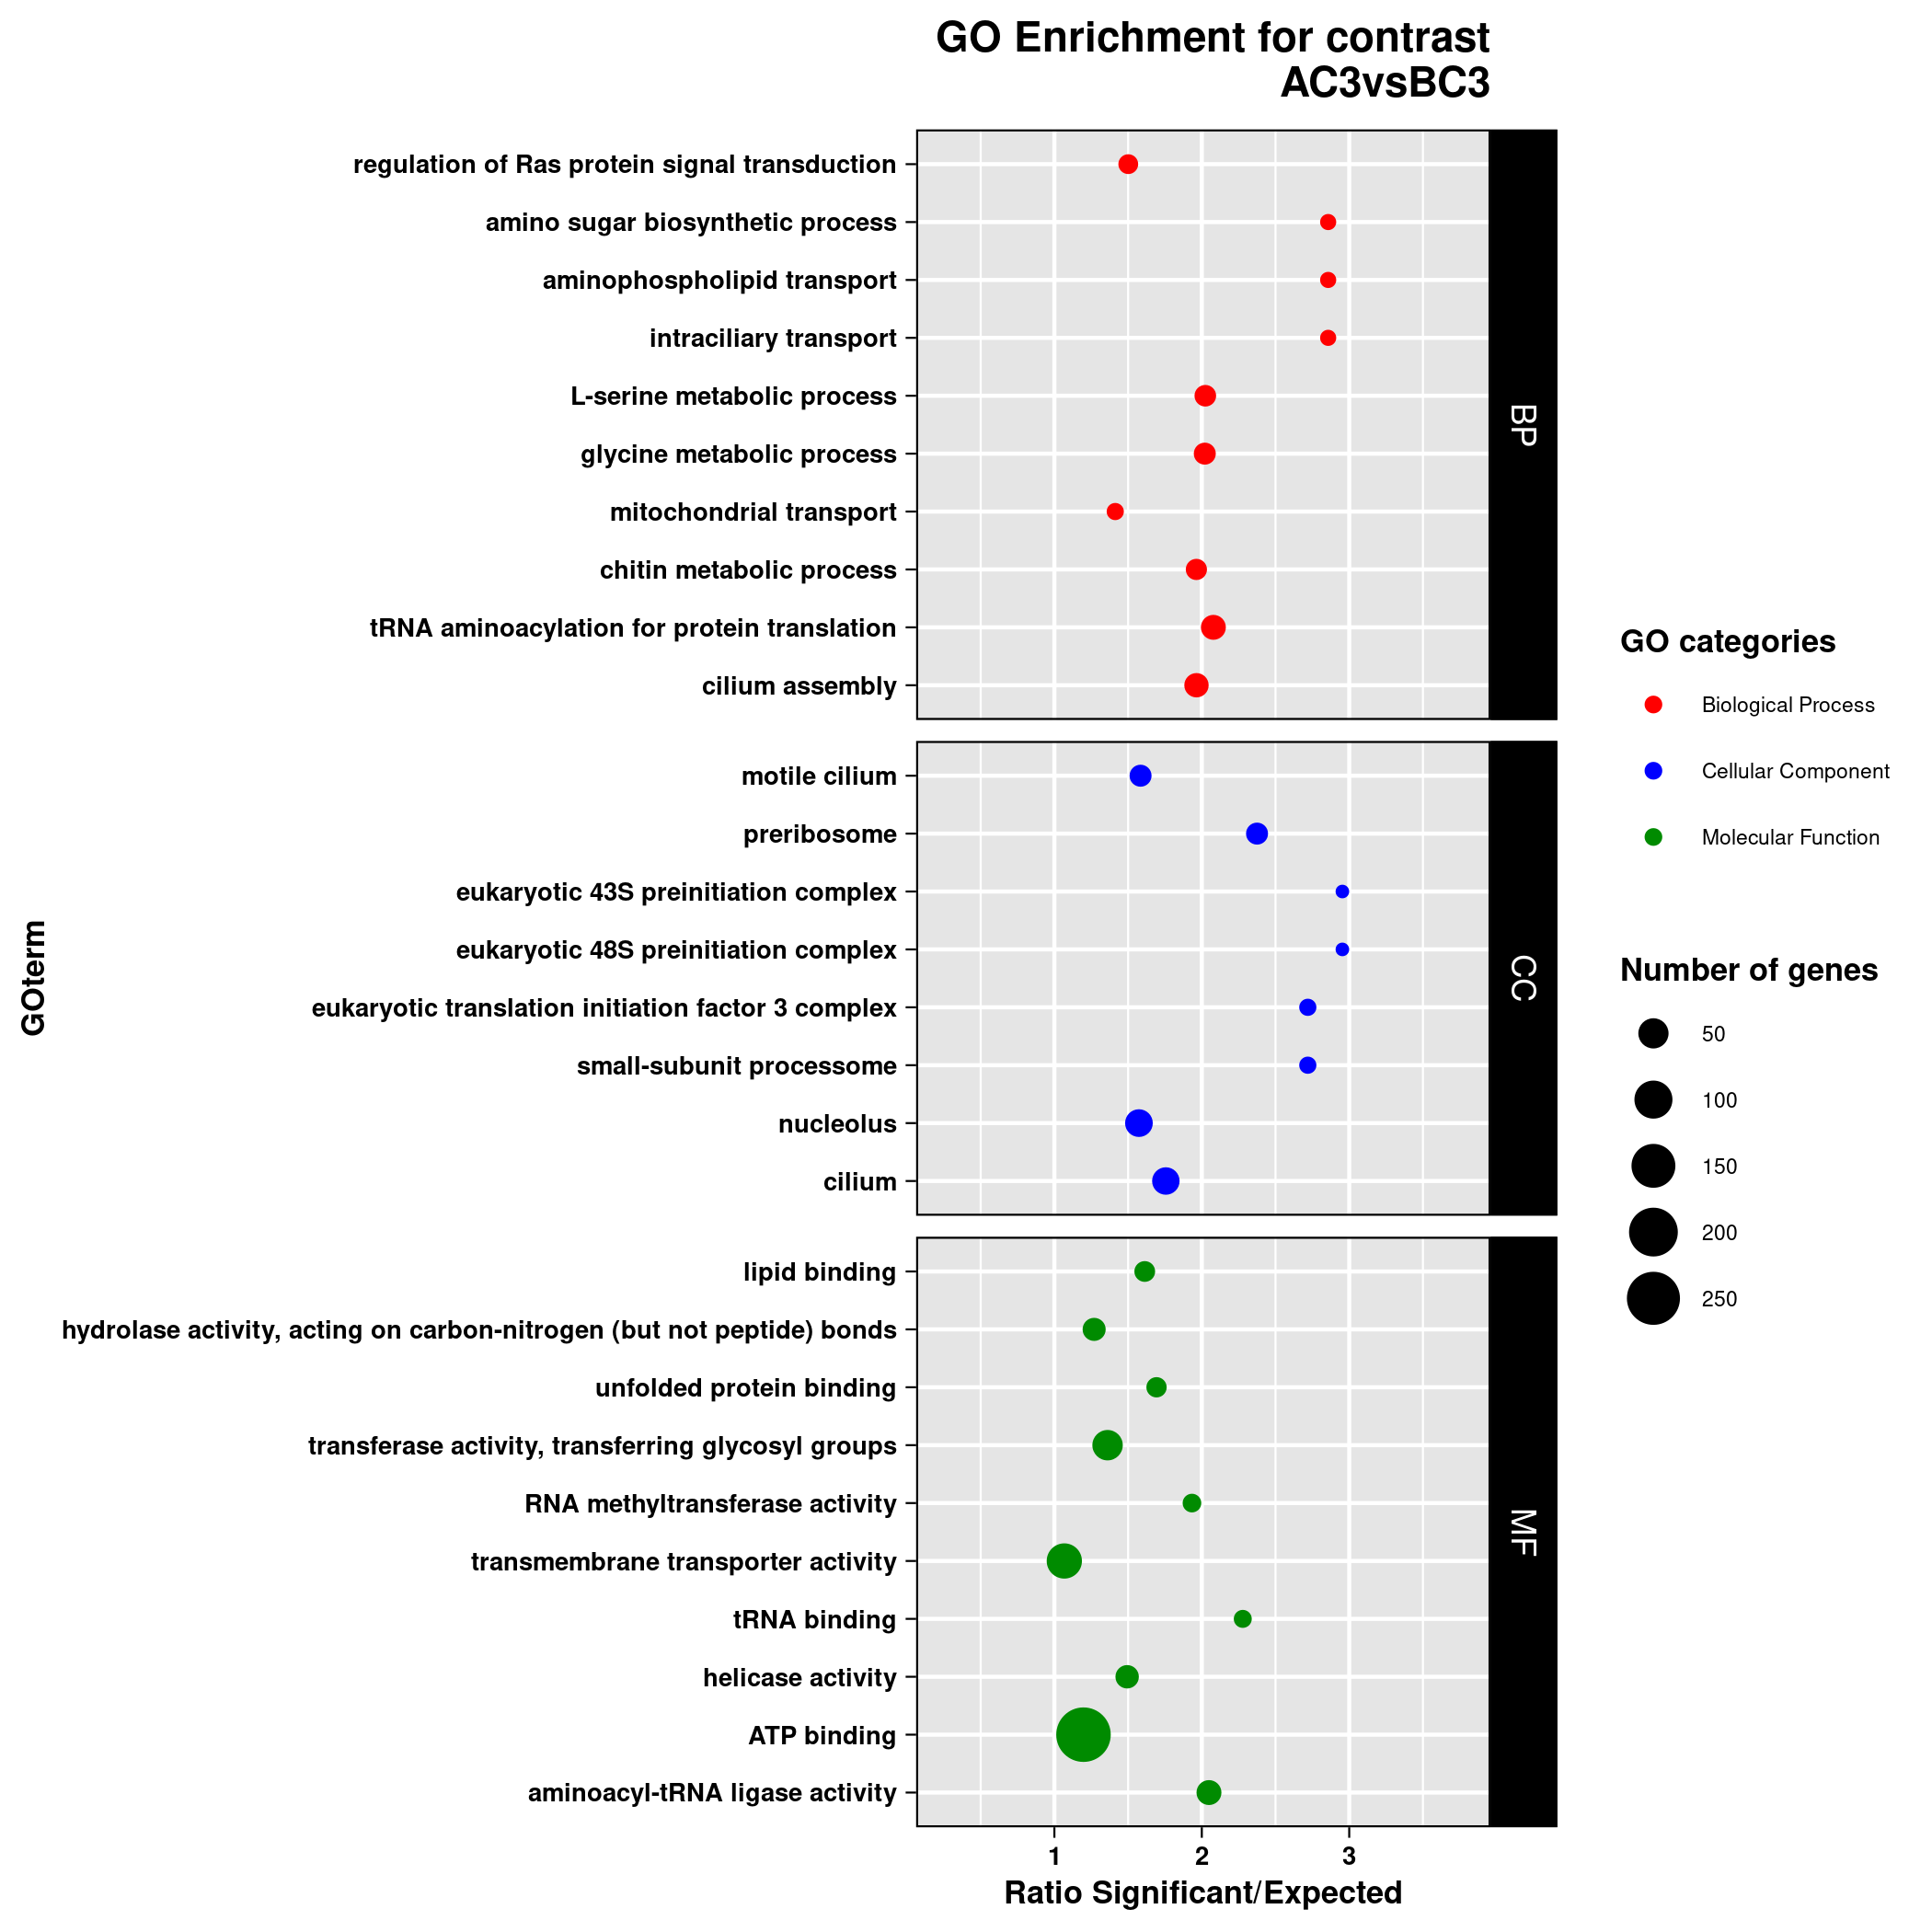 GO Enrichment for contrast
AC3vsBC3
regulation of Ras protein signal transduction
amino sugar biosynthetic process
aminophospholipid transport
intraciliary transport
L-serine metabolic process
glycine metabolic process
mitochondrial transport
chitin metabolic process
tRNA aminoacylation for protein translation
cilium assembly
BP
motile cilium
preribosome
eukaryotic 43S preinitiation complex
eukaryotic 48S preinitiation complex
eukaryotic translation initiation factor 3 complex
small-subunit processome
nucleolus
cilium
CC
lipid binding
hydrolase activity, acting on carbon-nitrogen (but not peptide) bonds
unfolded protein binding
transferase activity, transferring glycosyl groups
RNA methyltransferase activity
transmembrane transporter activity
tRNA binding
helicase activity
ATP binding
aminoacyl-tRNA ligase activity
MF
GOterm
1 2 3
Ratio Significant/Expected
GO categories
Biological Process
Cellular Component
Molecular Function
Number of genes
50
100
150
200
250